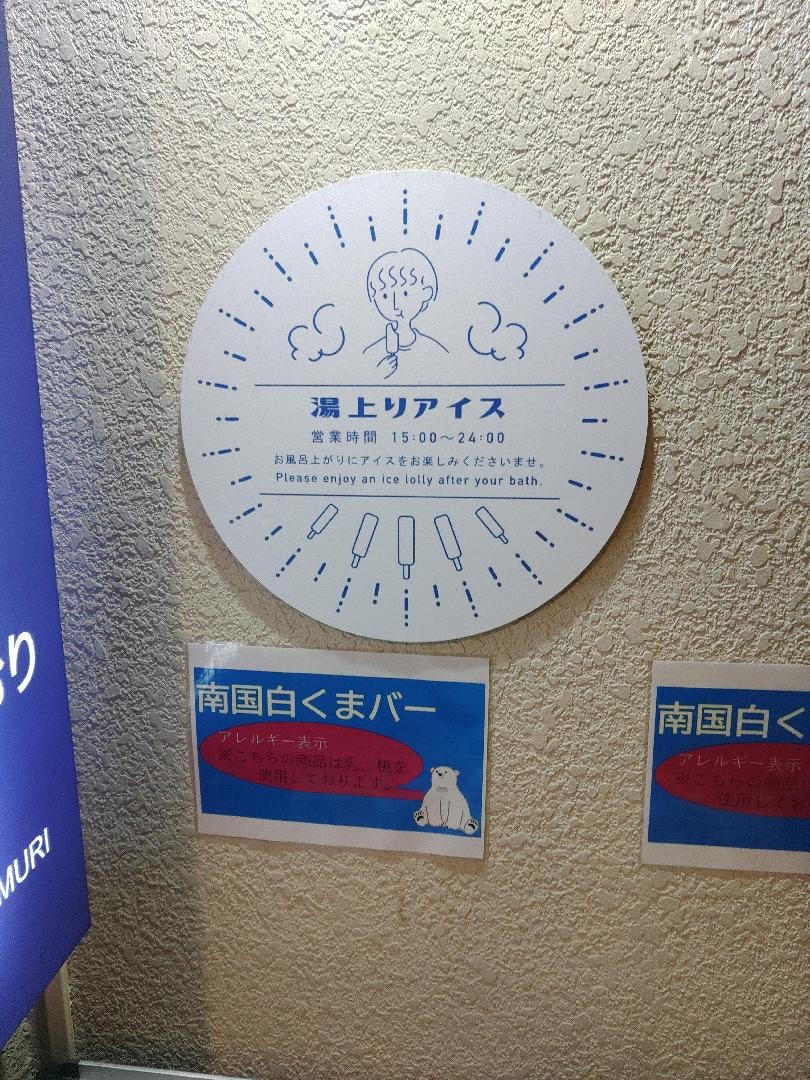 湯上りアイス
営業時間 15:00～24:00
お風呂上がりにアイスをお楽しみくださいませ。
Please enjoy an ice lolly after your bath.
南国白くまバー
アレルギー表示
※こちらの商品は乳、桃を
使用しております。
南国白く
アレルギー表示
※こちらの商品
使用してお
り
MURI